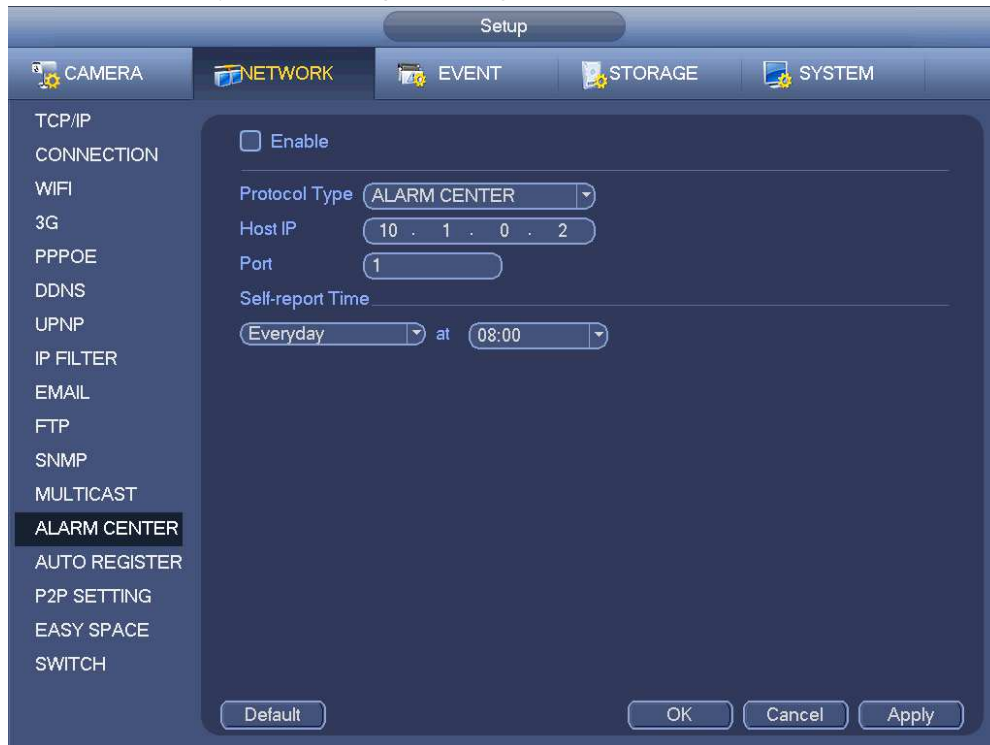 Setup
CAMERA NETWORK EVENT STORAGE SYSTEM
TCP/IP
CONNECTION
WIFI
3G
PPPOE
DDNS
UPNP
IP FILTER
EMAIL
FTP
SNMP
MULTICAST
ALARM CENTER
AUTO REGISTER
P2P SETTING
EASY SPACE
SWITCH
Enable
Protocol Type ALARM CENTER
Host IP 10 . 1 . 0 . 2
Port 1
Self-report Time
Everyday at 08:00
Default OK Cancel Apply